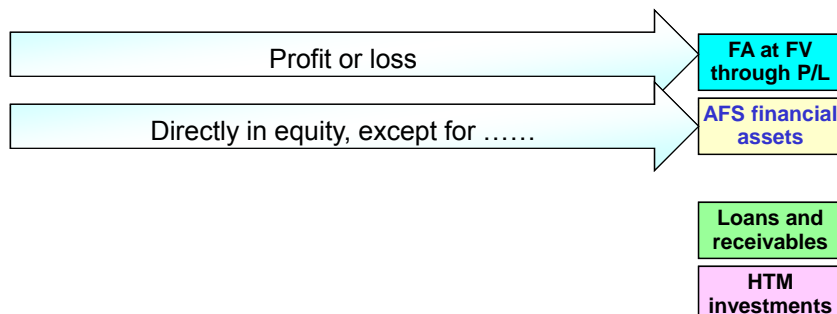 Profit or loss
FA at FV
through P/L
Directly in equity, except for ……
AFS financial
assets
Loans and
receivables
HTM
investments